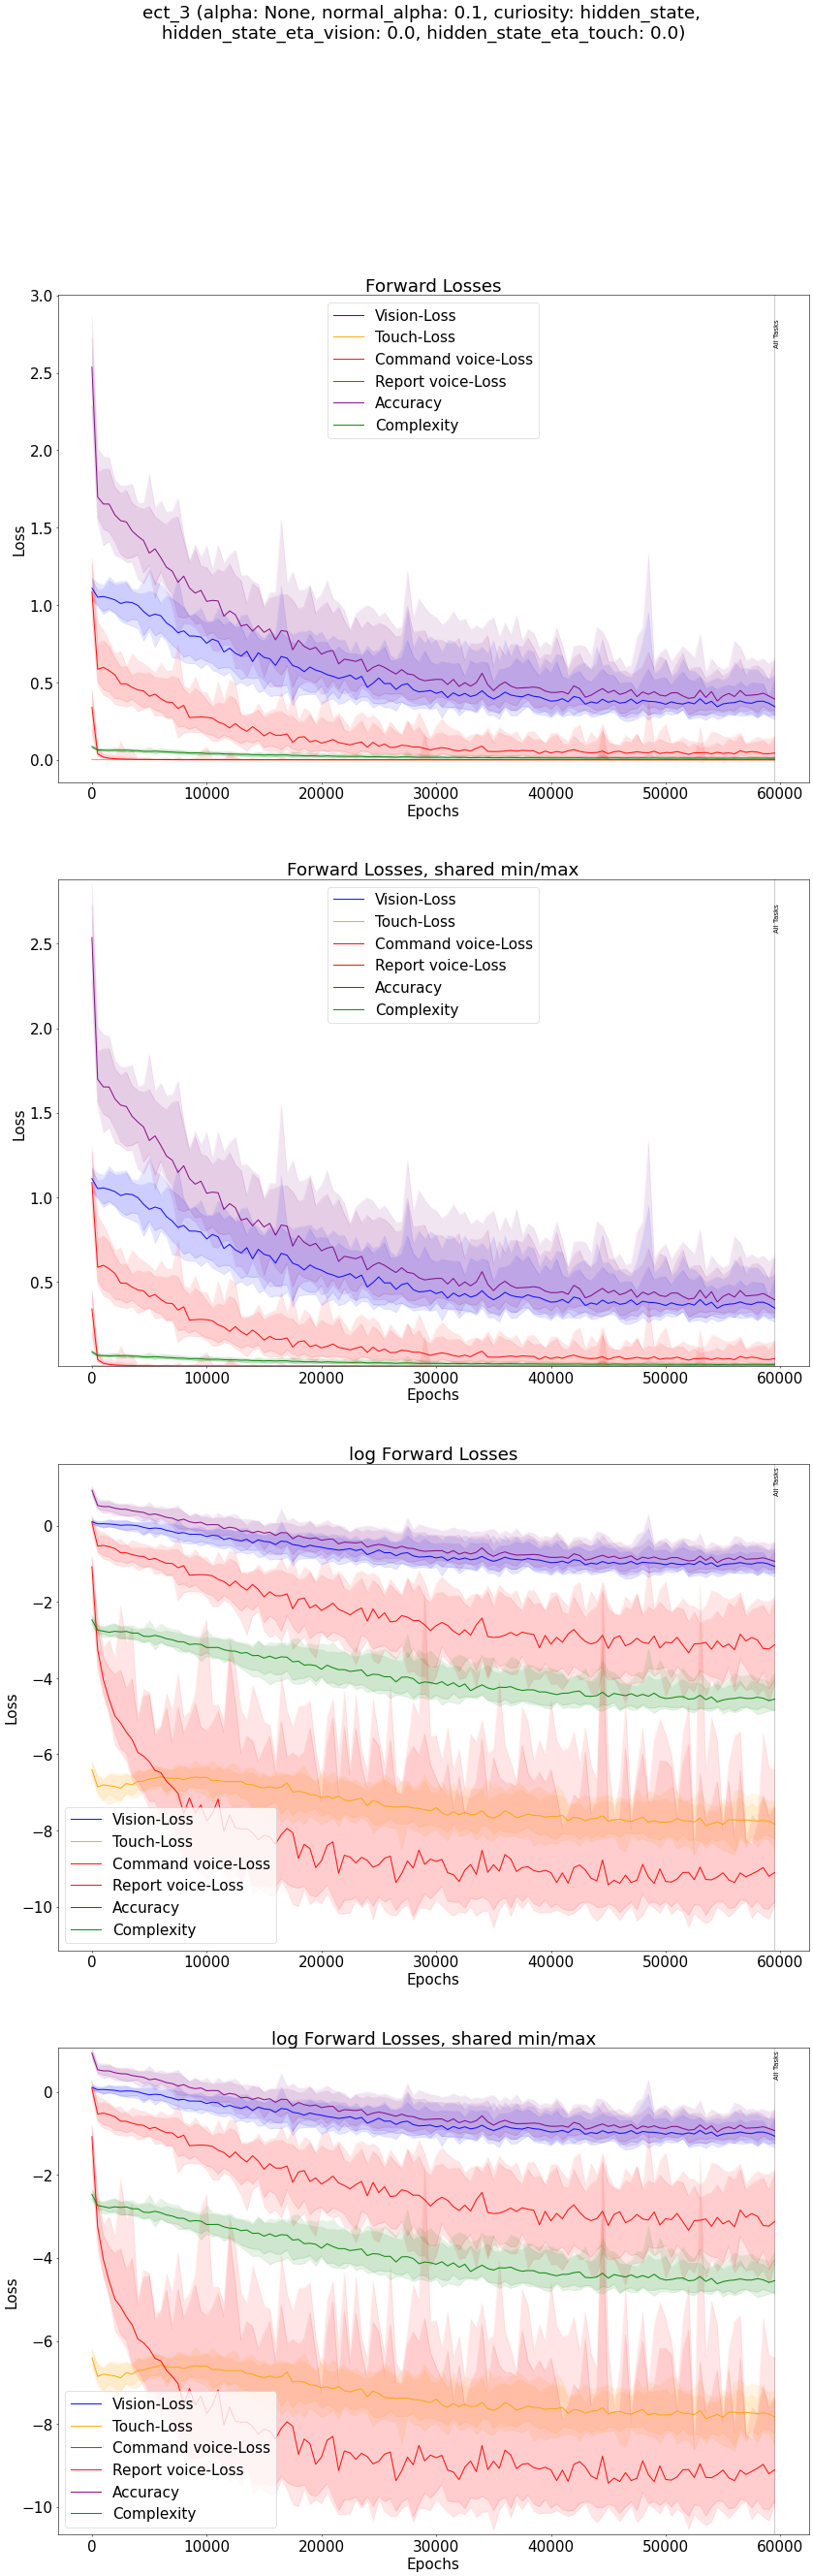 ect_3 (alpha: None, normal_alpha: 0.1, curiosity: hidden_state,
hidden_state_eta_vision: 0.0, hidden_state_eta_touch: 0.0)
Forward Losses
3.0
2.5
2.0
1.5
1.0
0.5
0.0
Loss
Vision-Loss
Touch-Loss
Command voice-Loss
Report voice-Loss
Accuracy
Complexity
All Tasks
0 10000 20000 30000 40000 50000 60000
Epochs
Forward Losses, shared min/max
2.5
2.0
1.5
1.0
0.5
Loss
Vision-Loss
Touch-Loss
Command voice-Loss
Report voice-Loss
Accuracy
Complexity
All Tasks
0 10000 20000 30000 40000 50000 60000
Epochs
log Forward Losses
0
−2
−4
−6
−8
−10
Loss
Vision-Loss
Touch-Loss
Command voice-Loss
Report voice-Loss
Accuracy
Complexity
All Tasks
0 10000 20000 30000 40000 50000 60000
Epochs
log Forward Losses, shared min/max
0
−2
−4
−6
−8
−10
Loss
Vision-Loss
Touch-Loss
Command voice-Loss
Report voice-Loss
Accuracy
Complexity
All Tasks
0 10000 20000 30000 40000 50000 60000
Epochs